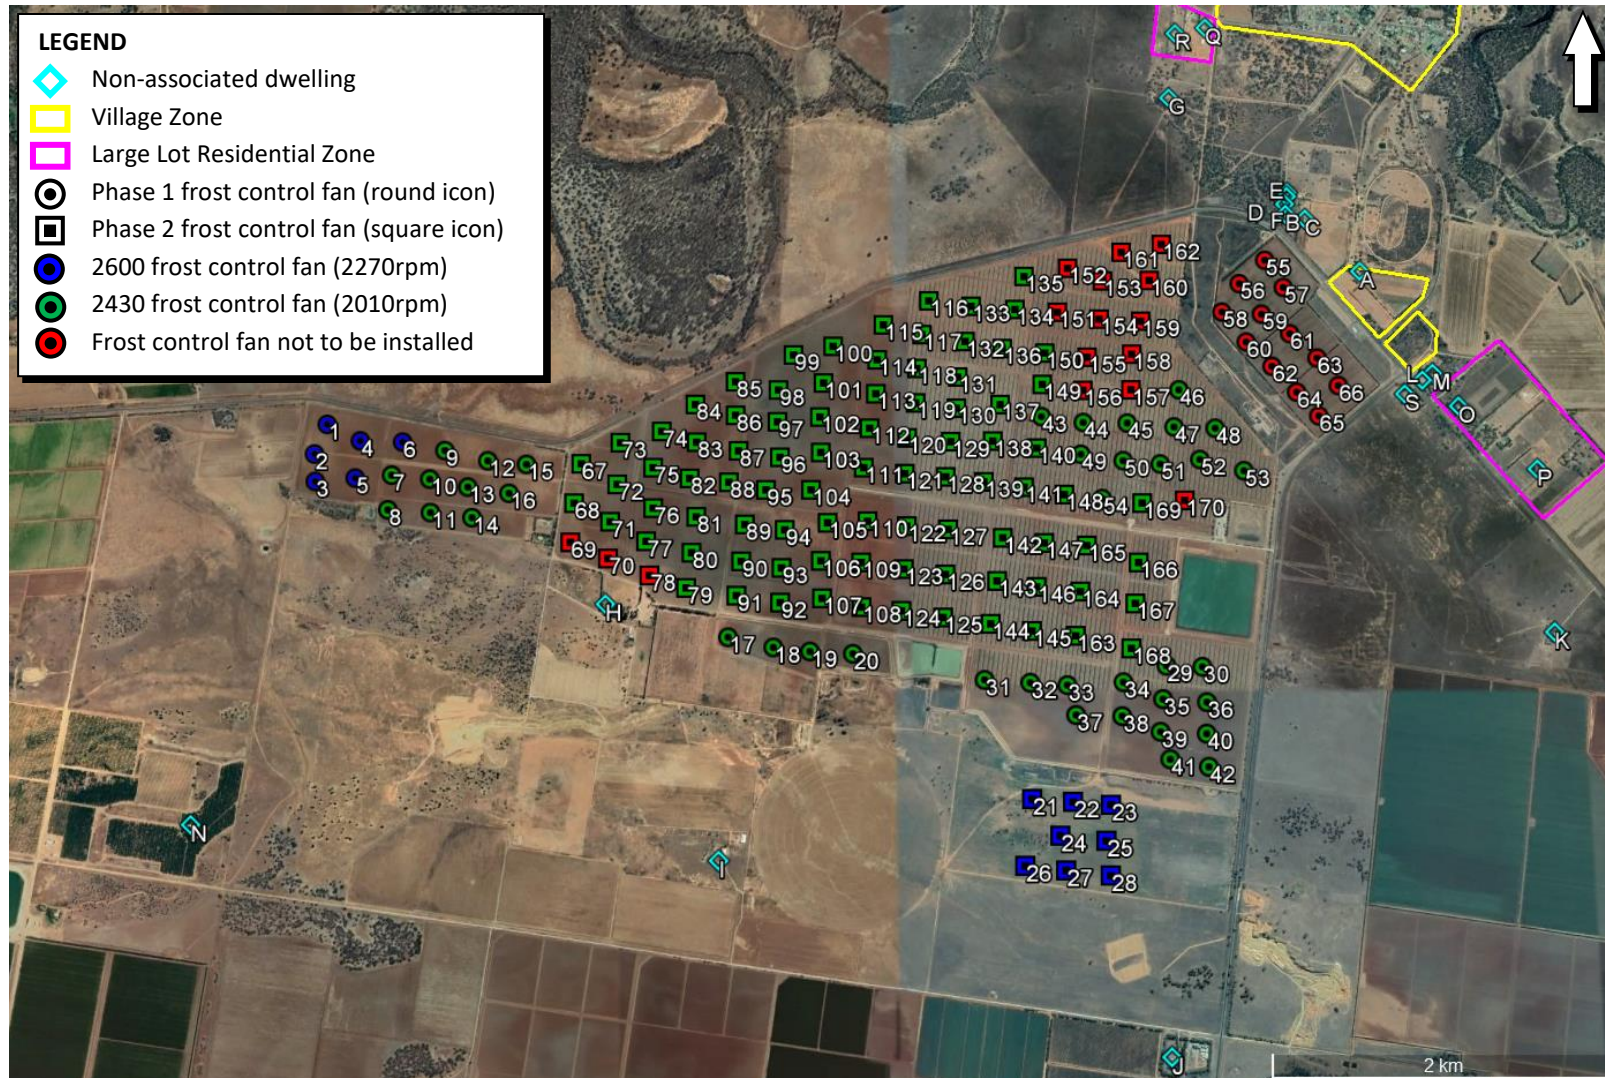 LEGEND
Non-associated dwelling
Village Zone
Large Lot Residential Zone
Phase 1 frost control fan (round icon)
Phase 2 frost control fan (square icon)
2600 frost control fan (2270rpm)
2430 frost control fan (2010rpm)
Frost control fan not to be installed
R Q
G
E
D F B C
A
161 162
135 152 153 160
55
56 57
116 133 134 151 154 159
58 59
115 117 132 136 150 155 158
60 61
99 100 114 118 131 149 156 157 46
62 63
L M
S O
64 66
65
85 98 101 113 119 130 137 43 44 45 47 48
84 86 97 102 112 120 129 138 140 49 50 51 52 53
1 4 6 9 12 15
2
3 5 7 10 13 16
8 11 14
73 74 83 87 96 103 111 121 128 139 141 148 54 169 170
P
67 75 82 88 95 104
68 72 76 81 89 94 105 110 122 127 142 147 165 166
69 71 77 80 90 93 106 109 123 126 143 146 164 167
70 78 79 91 92 107 108 124 125 144 145 163 168
H
K
17 18 19 20
29 30
31 32 33 34 35 36
37 38 39 40
41 42
21 22 23
24 25
26 27 28
N
I
J
2 km